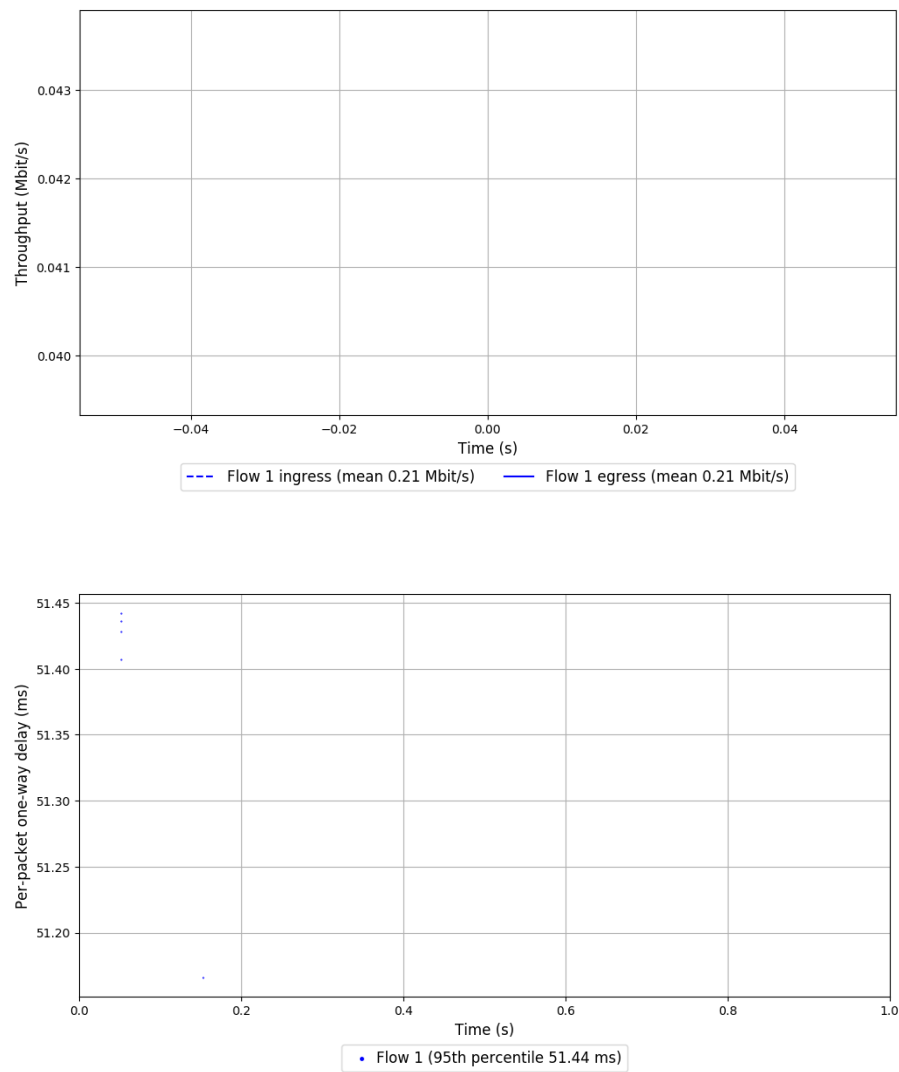 0.043
0.042
0.041
0.040
Throughput (Mbit/s)
−0.04 −0.02 0.00 0.02 0.04
Time (s)
Flow 1 ingress (mean 0.21 Mbit/s) Flow 1 egress (mean 0.21 Mbit/s)
51.45
51.40
51.35
51.30
51.25
51.20
Per-packet one-way delay (ms)
0.0 0.2 0.4 0.6 0.8 1.0
Time (s)
Flow 1 (95th percentile 51.44 ms)